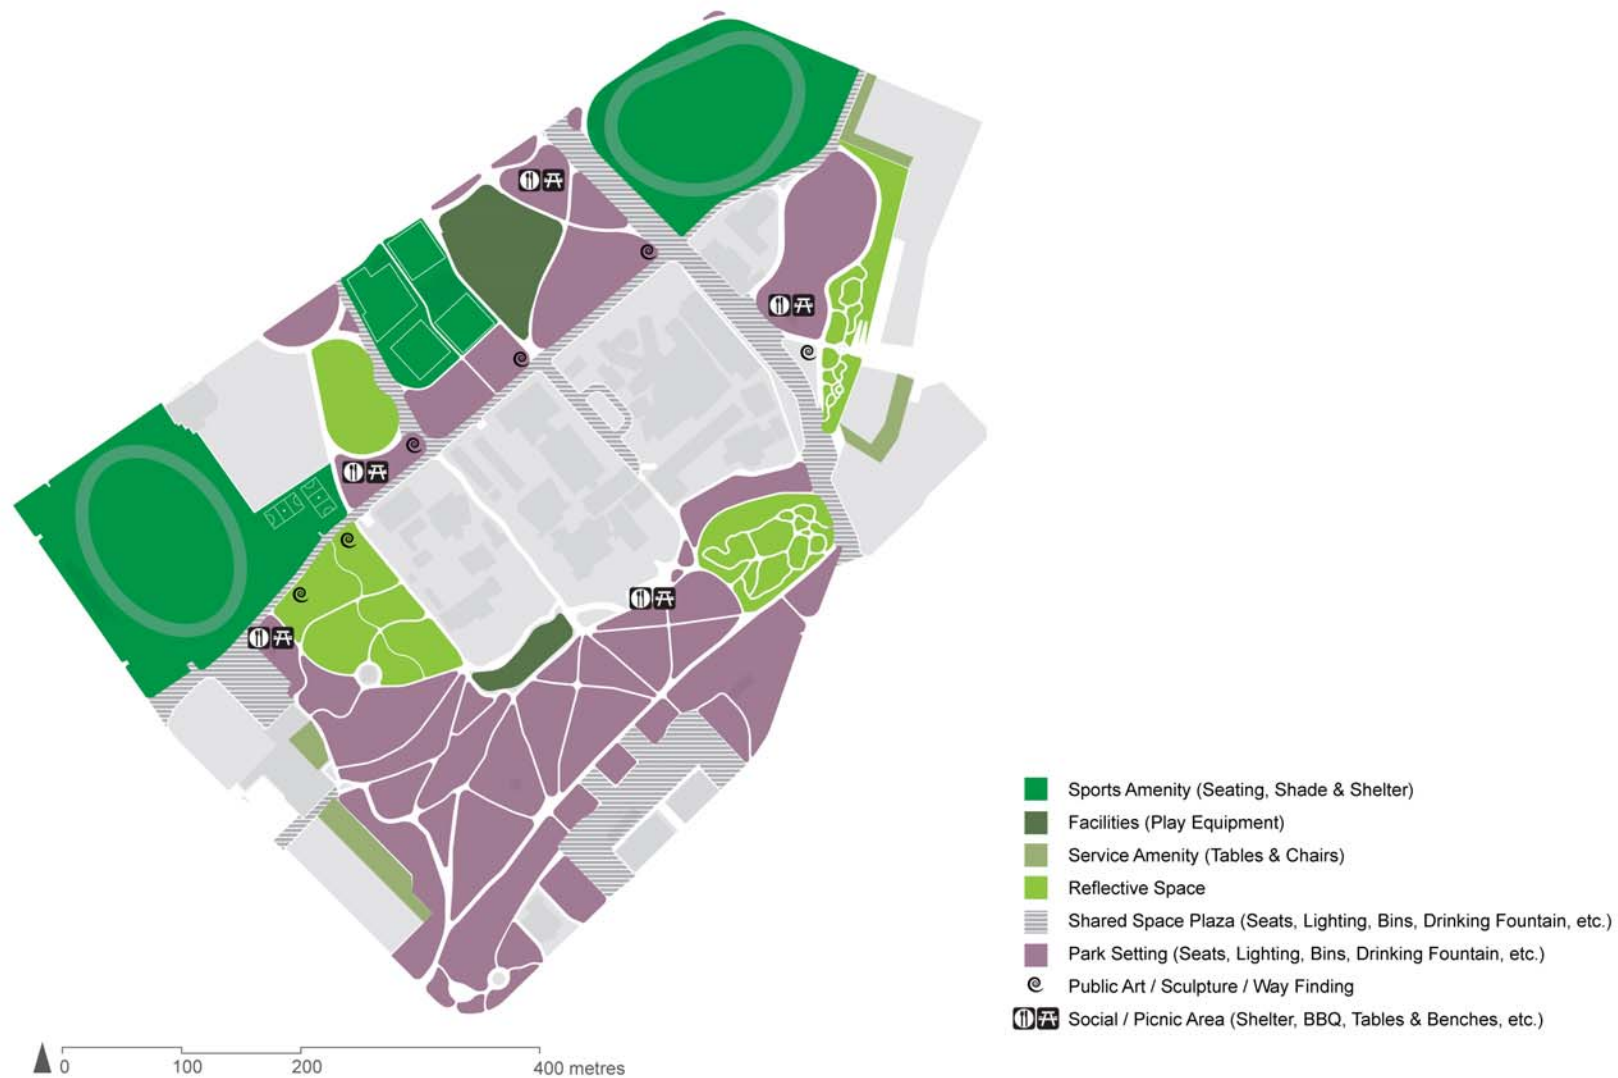 Sports Amenity (Seating, Shade & Shelter)
Facilities (Play Equipment)
Service Amenity (Tables & Chairs)
Reflective Space
Shared Space Plaza (Seats, Lighting, Bins, Drinking Fountain, etc.)
Park Setting (Seats, Lighting, Bins, Drinking Fountain, etc.)
Public Art / Sculpture / Way Finding
Social / Picnic Area (Shelter, BBQ, Tables & Benches, etc.)
0 100 200 400 metres